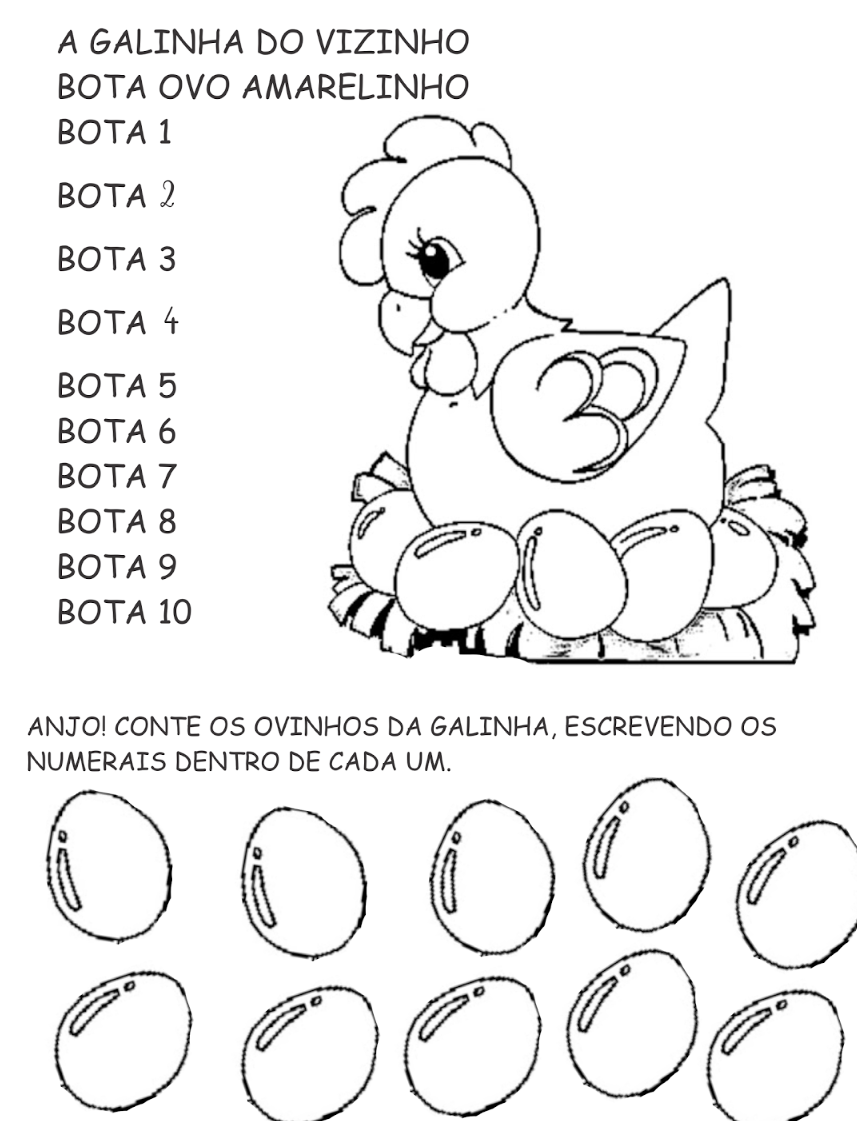 A GALINHA DO VIZINHO
BOTA OVO AMARELINHO
BOTA 1
BOTA 2
BOTA 3
BOTA 4
BOTA 5
BOTA 6
BOTA 7
BOTA 8
BOTA 9
BOTA 10
ANJO! CONTE OS OVINHOS DA GALINHA, ESCREVENDO OS
NUMERAIS DENTRO DE CADA UM.